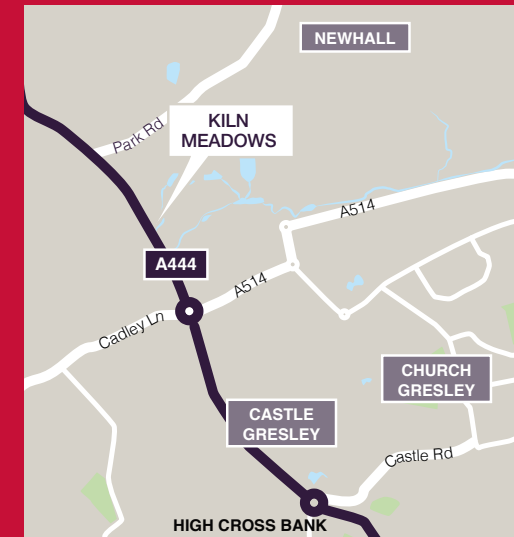 NEWHALL
KILN
MEADOWS
Park Rd
A514
A444
A514
Cadley Ln
CHURCH
GRESLEY
CASTLE
GRESLEY
Castle Rd
HIGH CROSS BANK